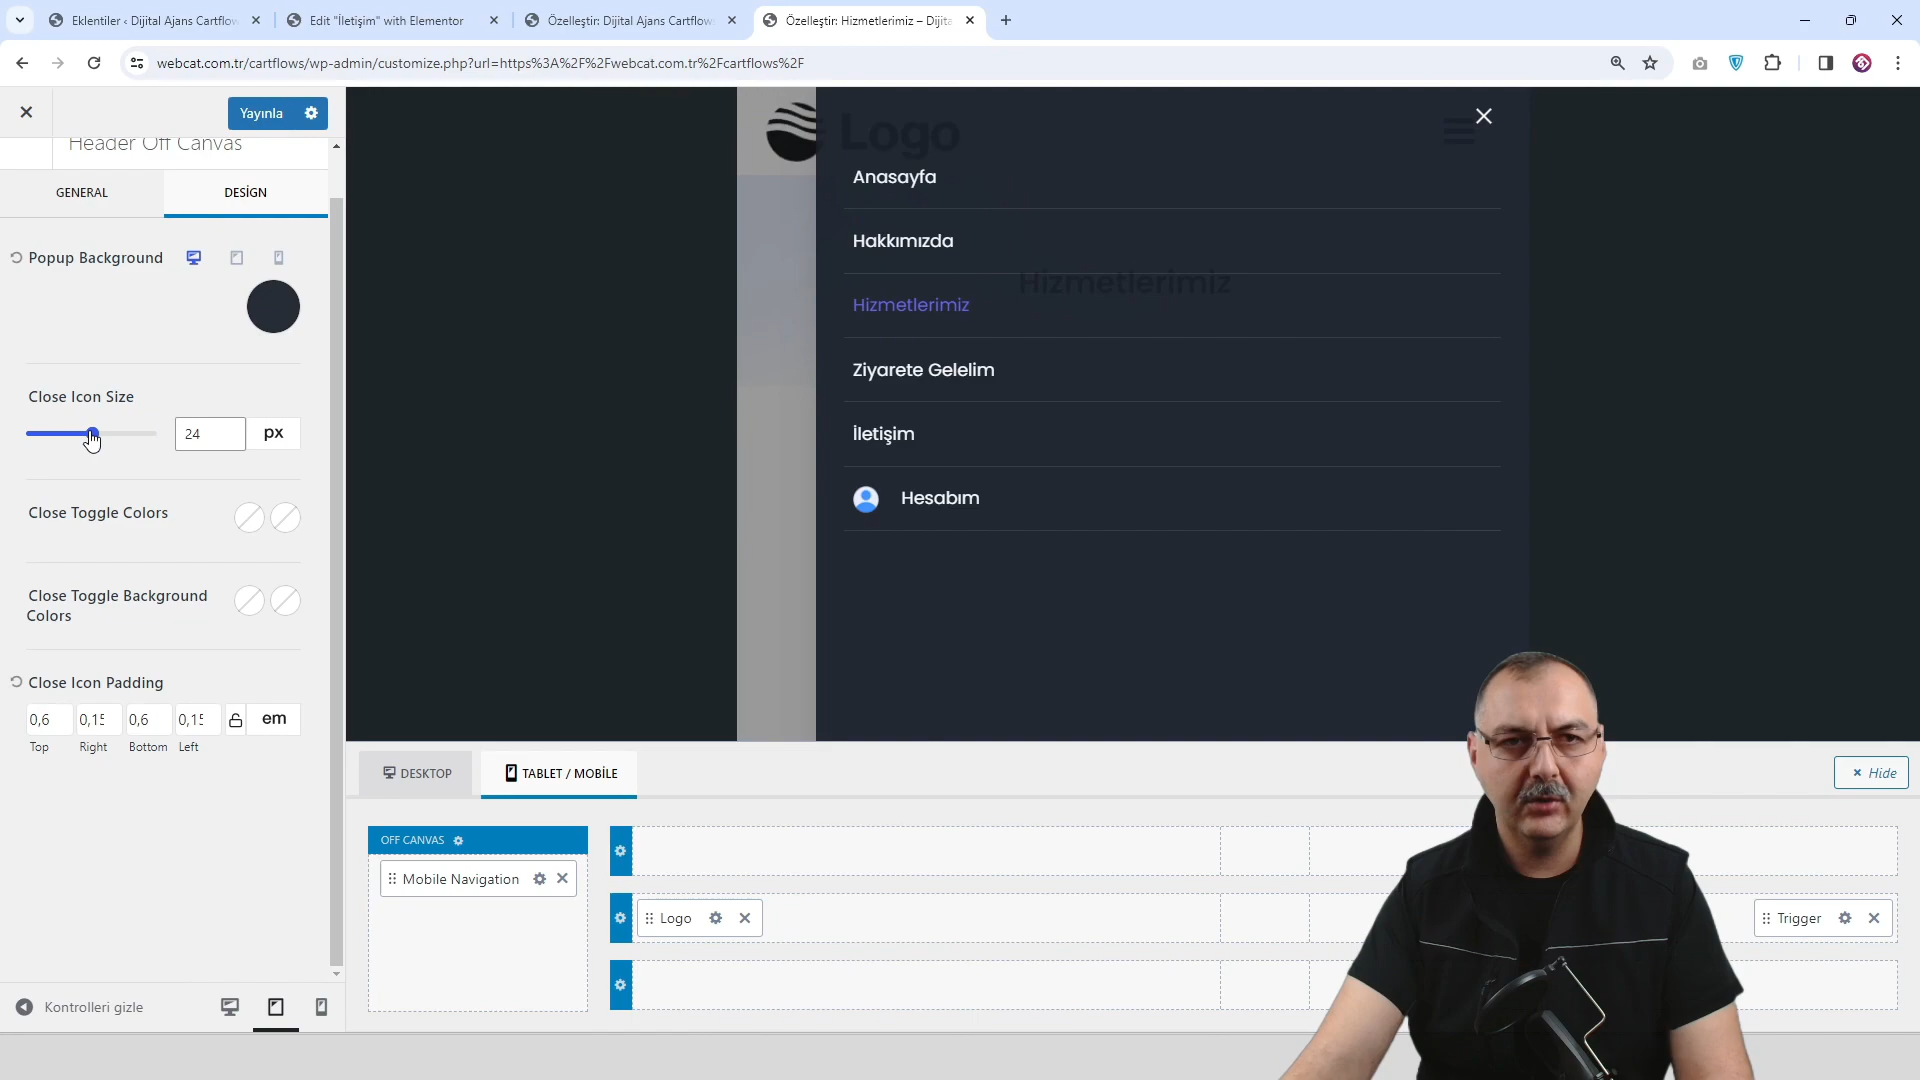 Eklentiler ‹ Dijital Ajans Cartflow
Edit "İletişim" with Elementor
Özelleştir: Dijital Ajans Cartflow
Özelleştir: Hizmetlerimiz – Dijita
webcat.com.tr/cartflows/wp-admin/customize.php?url=https%3A%2F%2Fwebcat.com.tr%2Fcartflows%2F
Yayınla
Header Off Canvas
GENERAL
DESİGN
Popup Background
Close Icon Size
24
px
Close Toggle Colors
Close Toggle Background
Colors
Close Icon Padding
0,6
0,15
0,6
0,15
em
Top
Right
Bottom
Left
Kontrolleri gizle
Logo
Anasayfa
Hakkımızda
Hizmetlerimiz
Hizmetlerimiz
Ziyarete Gelelim
İletişim
Hesabım
DESKTOP
TABLET / MOBİLE
× Hide
OFF CANVAS
Mobile Navigation
Logo
Trigger